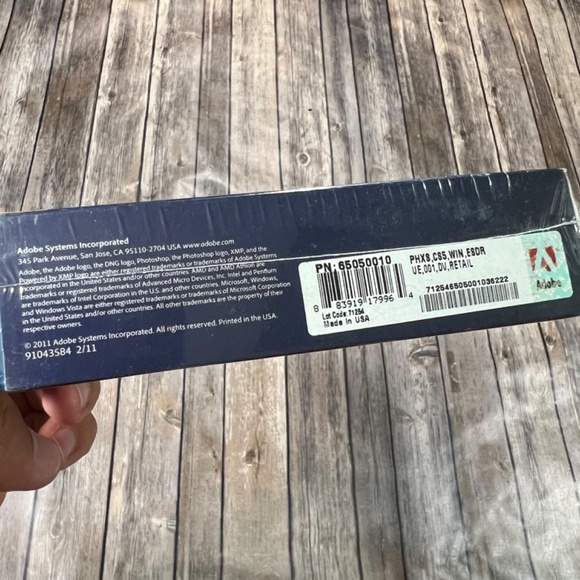 Adobe Systems Incorporated
345 Park Avenue, San Jose, CA 95110-2704 USA www.adobe.com
Adobe, the Adobe logo, the DNG logo, Photoshop, the Photoshop logo, XMP, and the
Powered by XMP logo are either registered trademarks or trademarks of Adobe Systems
Incorporated in the United States and/or other countries. AMD and AMD Athlon are
trademarks or registered trademarks of Advanced Micro Devices, Inc. Intel and Pentium
are trademarks of Intel Corporation in the U.S. and other countries. Microsoft, Windows,
and Windows Vista are either registered trademarks or trademarks of Microsoft Corporation
in the United States and/or other countries. All other trademarks are the property of their
respective owners.
© 2011 Adobe Systems Incorporated. All rights reserved. Printed in the USA.
91043584 2/11
PN: 65050010
8 83919 17996 4
Lot Code: 71254
Made in USA
PHXS,CS5,WIN,ESDR
UE,001,DV,RETAIL
712546505001036222
Adobe